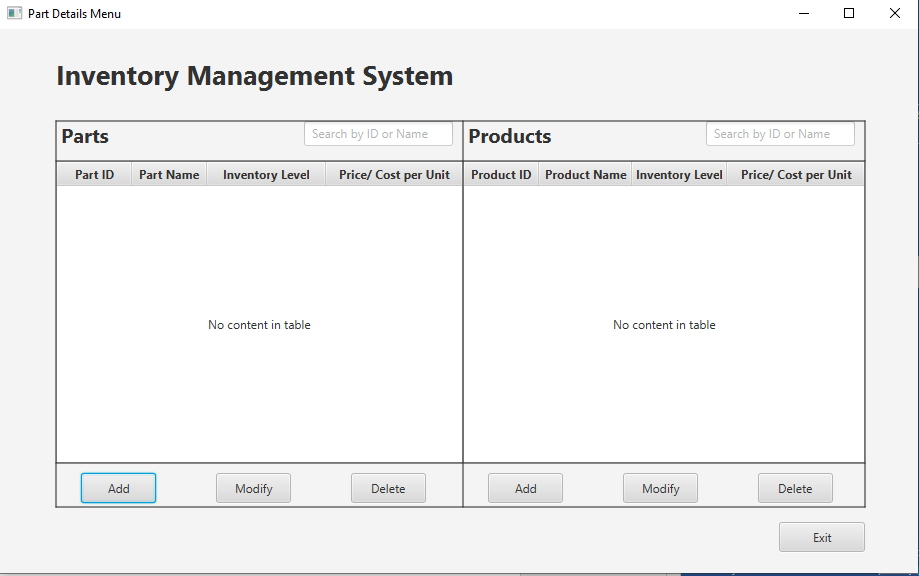 Part Details Menu
Inventory Management System
Parts
Search by ID or Name
Products
Search by ID or Name
Part ID Part Name Inventory Level Price/ Cost per Unit
Product ID Product Name Inventory Level Price/ Cost per Unit
No content in table
No content in table
Add Modify Delete
Add Modify Delete
Exit